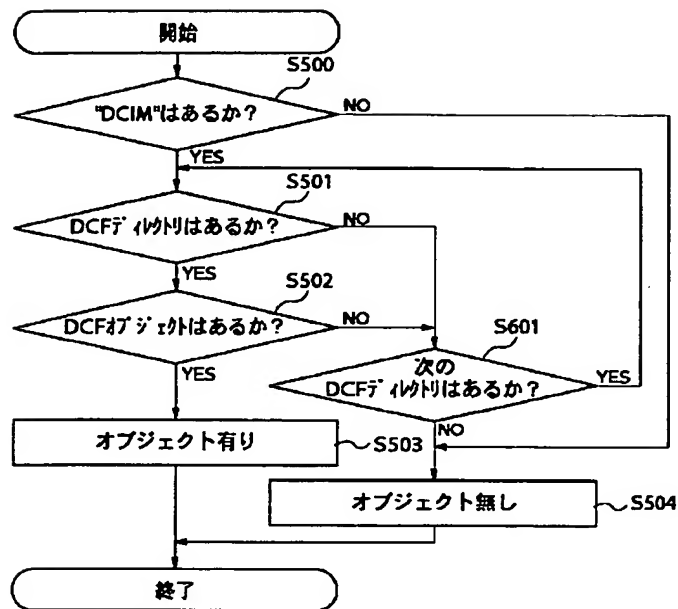 開始
S500
"DCIM"はあるか？
NO
YES
S501
DCFﾃﾞｨﾚｸﾄﾘはあるか？
NO
YES
S502
DCFｵﾌﾞｼﾞｪｸﾄはあるか？
NO
YES
S601
次の
DCFﾃﾞｨﾚｸﾄﾘはあるか？
YES
NO
オブジェクト有り
S503
オブジェクト無し
S504
終了